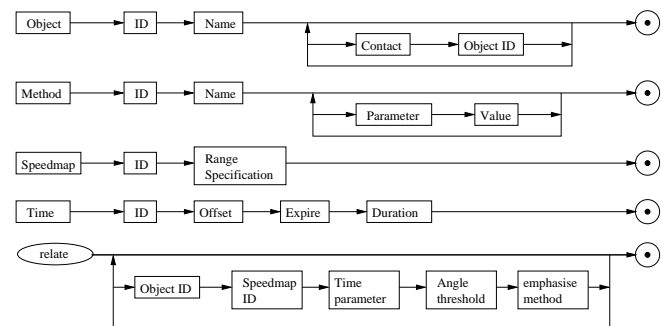 Object ID Name
Contact Object ID
Method ID Name
Parameter Value
Speedmap ID Range
Specification
Time ID Offset Expire Duration
relate
Object ID Speedmap ID Time parameter Angle threshold emphasise method